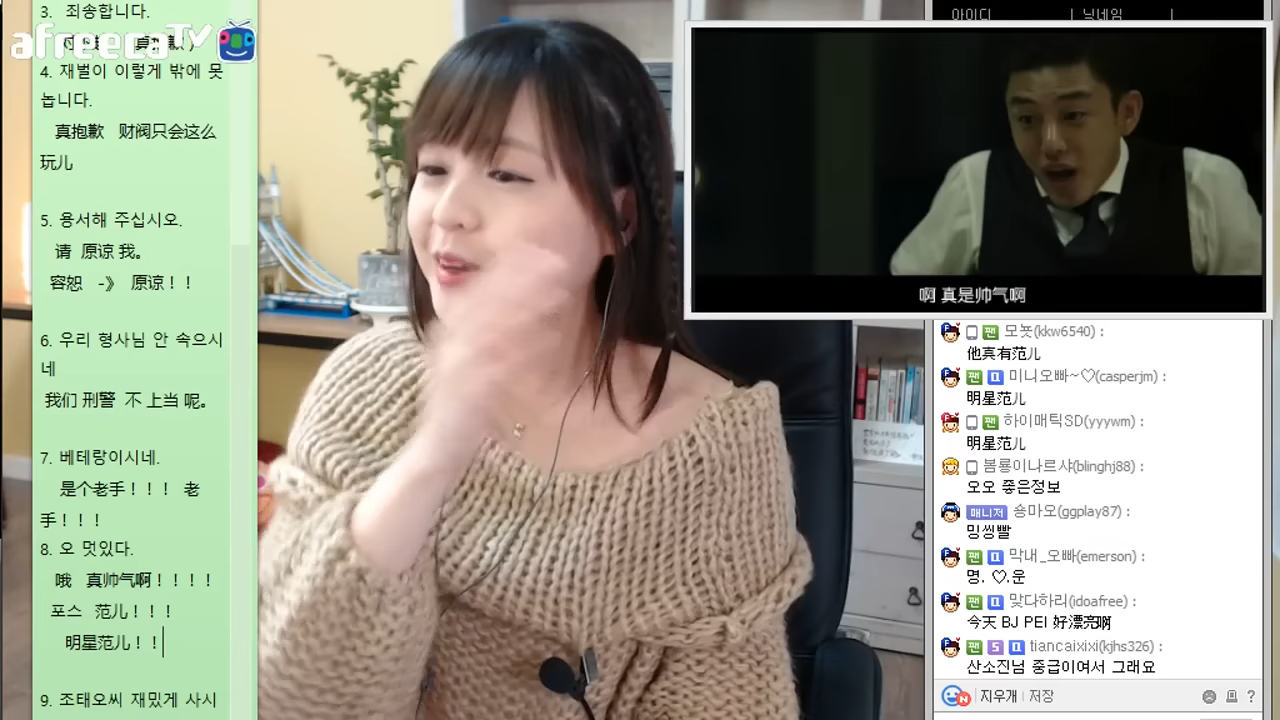 3. 죄송합니다.
afreecaTV
4. 재벌이 이렇게 밖에 못
놉니다.
真抱歉 财阀只会这么
玩儿
5. 용서해 주십시오.
请 原谅 我。
容恕 -》 原谅！！
6. 우리 형사님 안 속으시
네
我们 刑警 不 上当 呢。
7. 베테랑이시네.
是个老手！！！ 老
手！！！
8. 오 멋있다.
哦 真帅气啊！！！！
포스 范儿！！！
明星范儿！！
9. 조태오씨 재밌게 사시
아이디 닉네임
啊 真是帅气啊
팬 모놋(kkw6540) :
他真有范儿
팬 미니오빠~♡(casperjm) :
明星范儿
팬 하이매틱SD(yyywm) :
明星范儿
봄룡이나르샤(blinghj88) :
오오 좋은정보
매니저 숑마오(ggplay87) :
밍씽빨
팬 막내_오빠(emerson) :
명. ♡.운
팬 맞다하리(idoafree) :
今天 BJ PEI 好漂亮啊
팬 S tiancaixixi(kjhs326) :
산소진넘 중급이여서 그래요
지우개 저장 ?